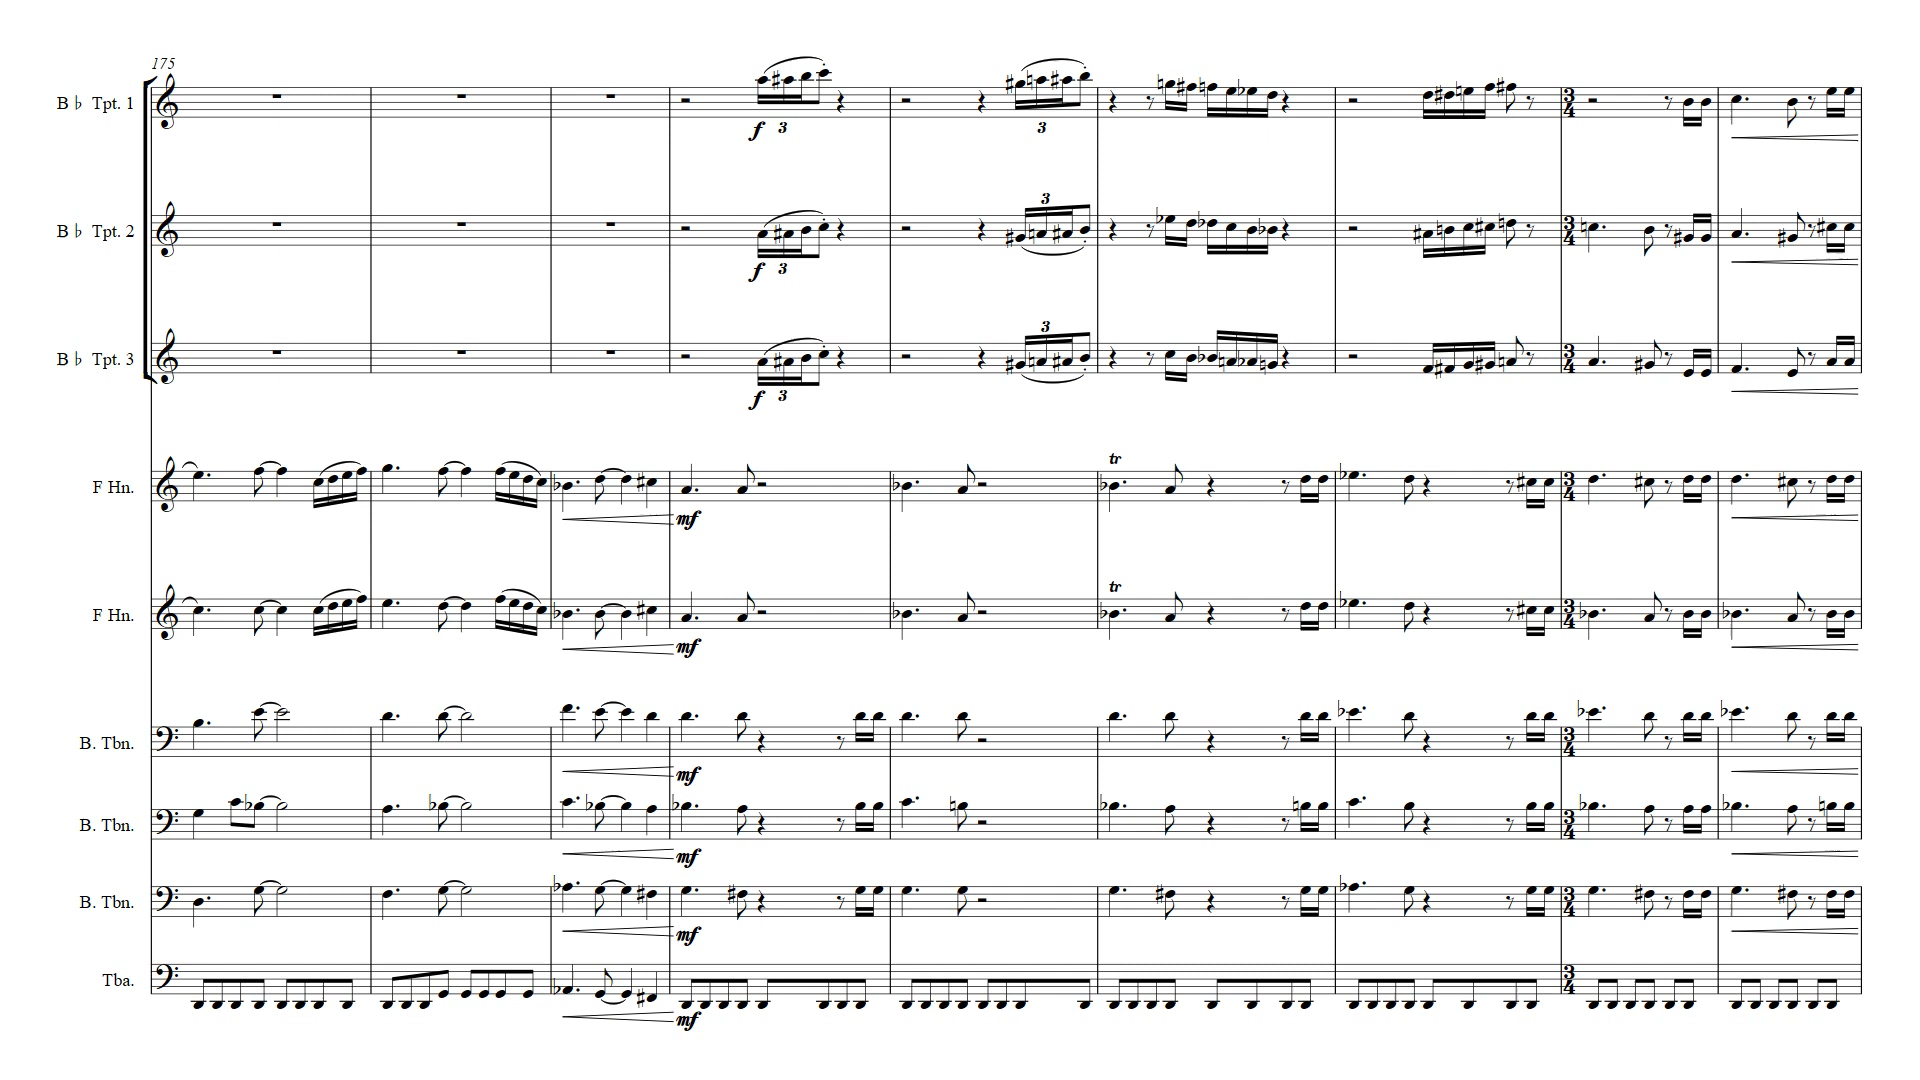 175
B♭ Tpt. 1
f 3 3
3
4
3
B♭ Tpt. 2
f 3
3
4
3
B♭ Tpt. 3
f 3
3
4
tr
F Hn.
mf
3
4
tr
F Hn.
mf
3
4
B. Tbn.
mf
3
4
B. Tbn.
mf
3
4
B. Tbn.
mf
3
4
Tba.
mf
3
4